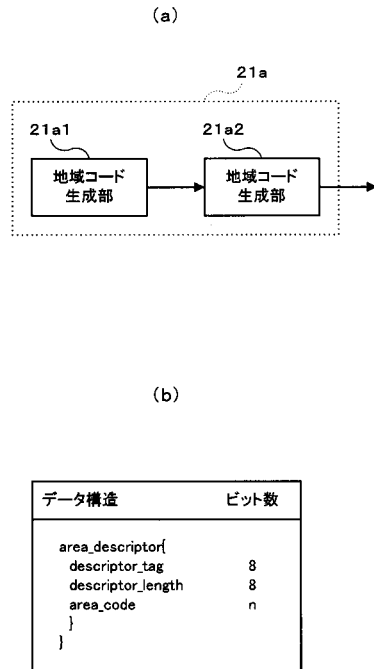 (a)
21a
21a1
21a2
地域コード
生成部
地域コード
生成部
(b)
データ構造 ビット数
area_descriptor{
descriptor_tag 8
descriptor_length 8
area_code n
}
}